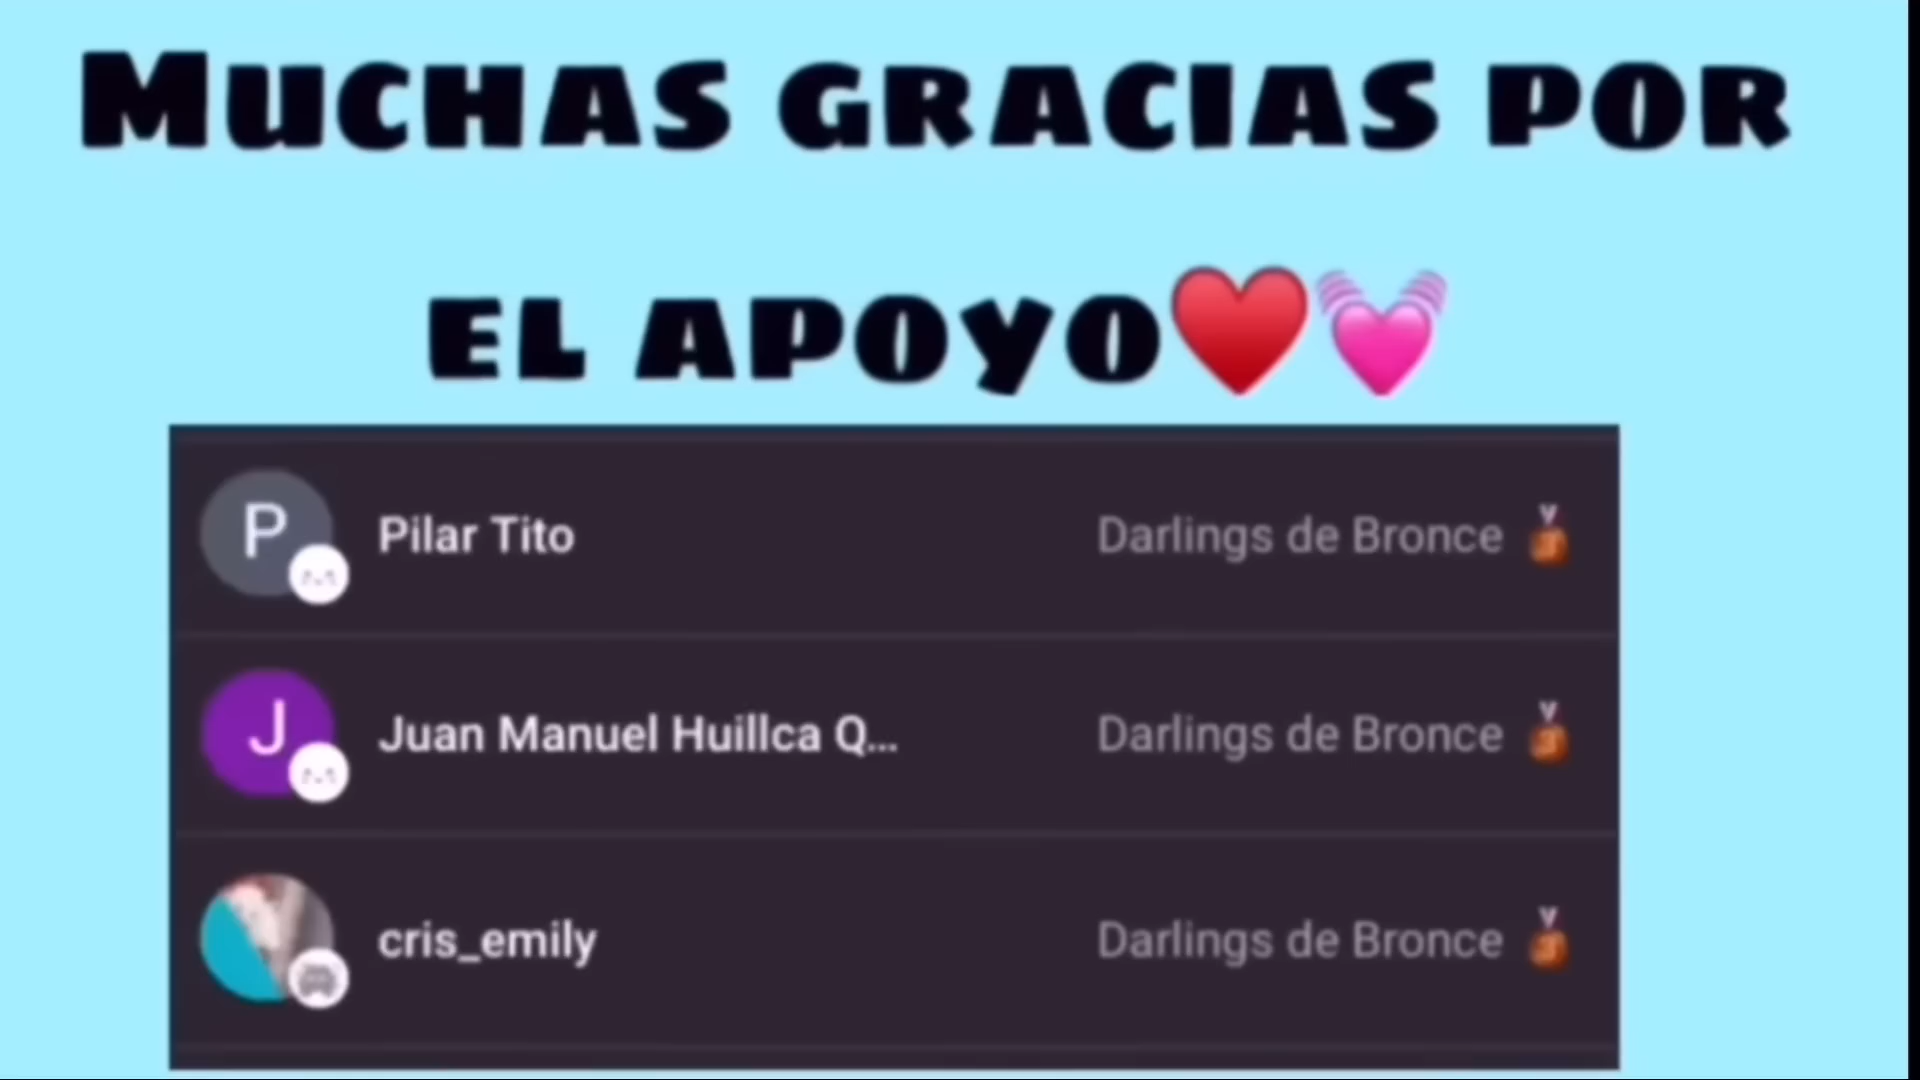 Muchas gracias por
el apoyo♥️💓
P Pilar Tito Darlings de Bronce 🥉
J Juan Manuel Huillca Q... Darlings de Bronce 🥉
cris_emily Darlings de Bronce 🥉